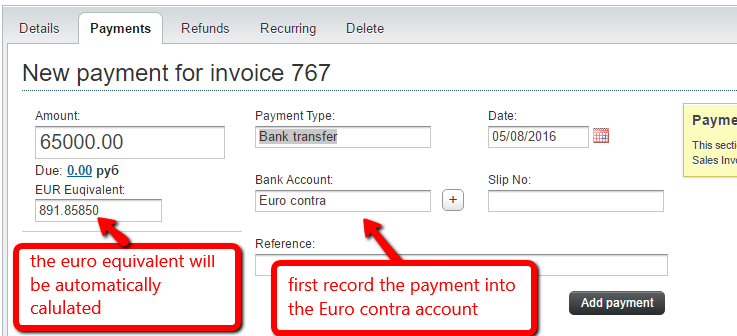 Details Payments Refunds Recurring Delete
New payment for invoice 767
Amount: Payment Type: Date:
65000.00 Bank transfer 05/08/2016
Due: 0.00 руб
EUR Euqivalent: Bank Account: Slip No:
891.85850 Euro contra +
Reference:
the euro equivalent will
be automatically
calulated
first record the payment into
the Euro contra account
Add payment
Payme
This secti
Sales Inv